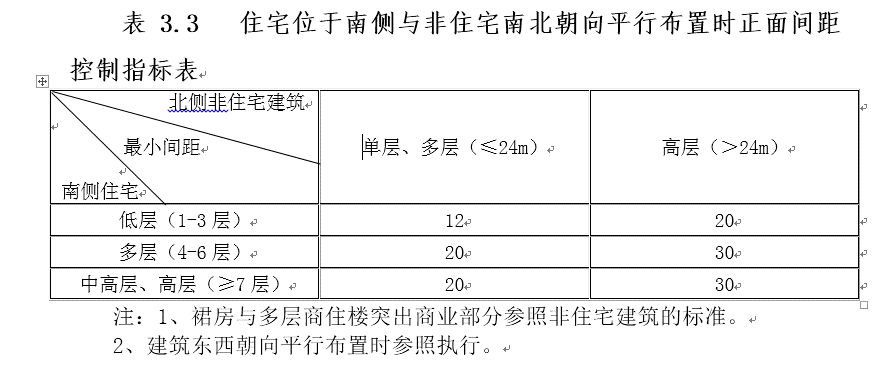 表 3.3 住宅位于南侧与非住宅南北朝向平行布置时正面间距
控制指标表
北侧非住宅建筑
最小间距
南侧住宅
单层、多层（≤24m）
高层（＞24m）
低层（1-3 层）
12
20
多层（4-6 层）
20
30
中高层、高层（≥7 层）
20
30
注：1、裙房与多层商住楼突出商业部分参照非住宅建筑的标准。
2、建筑东西朝向平行布置时参照执行。